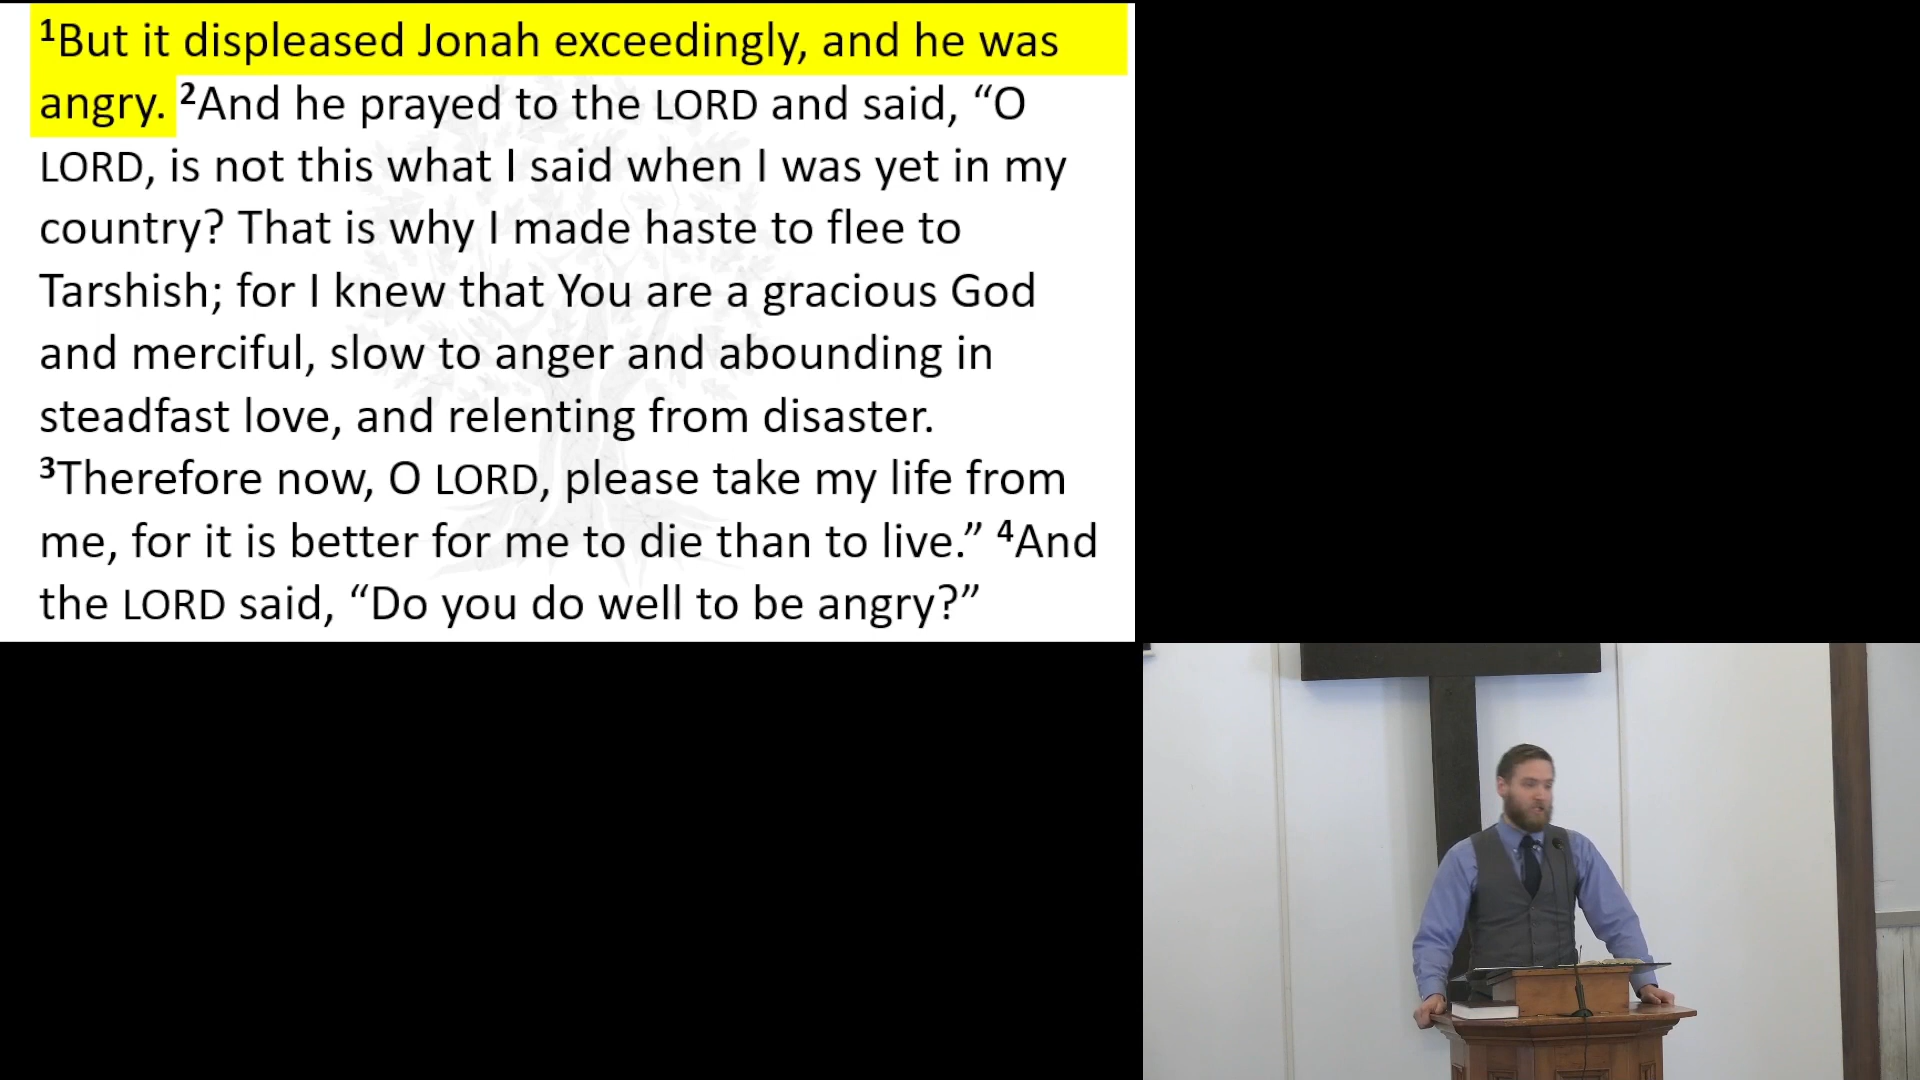 ¹But it displeased Jonah exceedingly, and he was
angry. ²And he prayed to the LORD and said, “O
LORD, is not this what I said when I was yet in my
country? That is why I made haste to flee to
Tarshish; for I knew that You are a gracious God
and merciful, slow to anger and abounding in
steadfast love, and relenting from disaster.
³Therefore now, O LORD, please take my life from
me, for it is better for me to die than to live.” ⁴And
the LORD said, “Do you do well to be angry?”